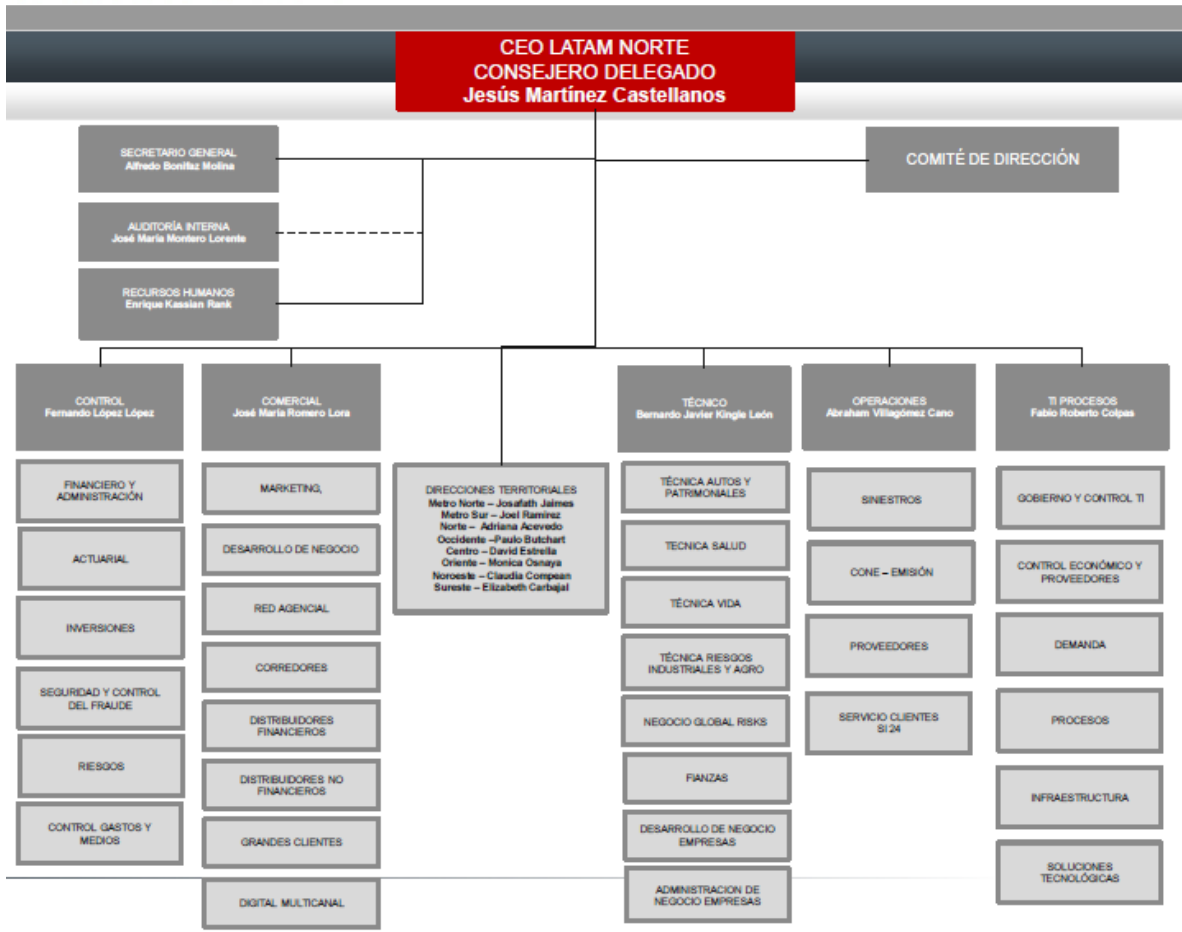 CEO LATAM NORTE
CONSEJERO DELEGADO
Jesús Martínez Castellanos
SECRETARIO GENERAL
Alfredo Bonifaz Molina
COMITÉ DE DIRECCIÓN
AUDITORÍA INTERNA
José María Montero Lorente
RECURSOS HUMANOS
Enrique Kassian Rank
CONTROL
Fernando López López
FINANCIERO Y
ADMINISTRACIÓN
ACTUARIAL
INVERSIONES
SEGURIDAD Y CONTROL
DEL FRAUDE
RIESGOS
CONTROL GASTOS Y
MEDIOS
COMERCIAL
José María Romero Lora
MARKETING,
DESARROLLO DE NEGOCIO
RED AGENCIAL
CORREDORES
DISTRIBUIDORES
FINANCIEROS
DISTRIBUIDORES NO
FINANCIEROS
GRANDES CLIENTES
DIGITAL MULTICANAL
DIRECCIONES TERRITORIALES
Metro Norte – Josafath Jaimes
Metro Sur – Joel Ramírez
Norte – Adriana Acevedo
Occidente –Paulo Butchart
Centro – David Estrella
Oriente – Monica Osnaya
Noroeste – Claudia Compean
Sureste – Elizabeth Carbajal
TÉCNICO
Bernardo Javier Kingle León
TÉCNICA AUTOS Y
PATRIMONIALES
TECNICA SALUD
TÉCNICA VIDA
TÉCNICA RIESGOS
INDUSTRIALES Y AGRO
NEGOCIO GLOBAL RISKS
FIANZAS
DESARROLLO DE NEGOCIO
EMPRESAS
ADMINISTRACION DE
NEGOCIO EMPRESAS
OPERACIONES
Abraham Villagómez Cano
SINIESTROS
CONE – EMISIÓN
PROVEEDORES
SERVICIO CLIENTES
SI 24
TI PROCESOS
Fabio Roberto Colpas
GOBIERNO Y CONTROL TI
CONTROL ECONÓMICO Y
PROVEEDORES
DEMANDA
PROCESOS
INFRAESTRUCTURA
SOLUCIONES
TECNOLÓGICAS